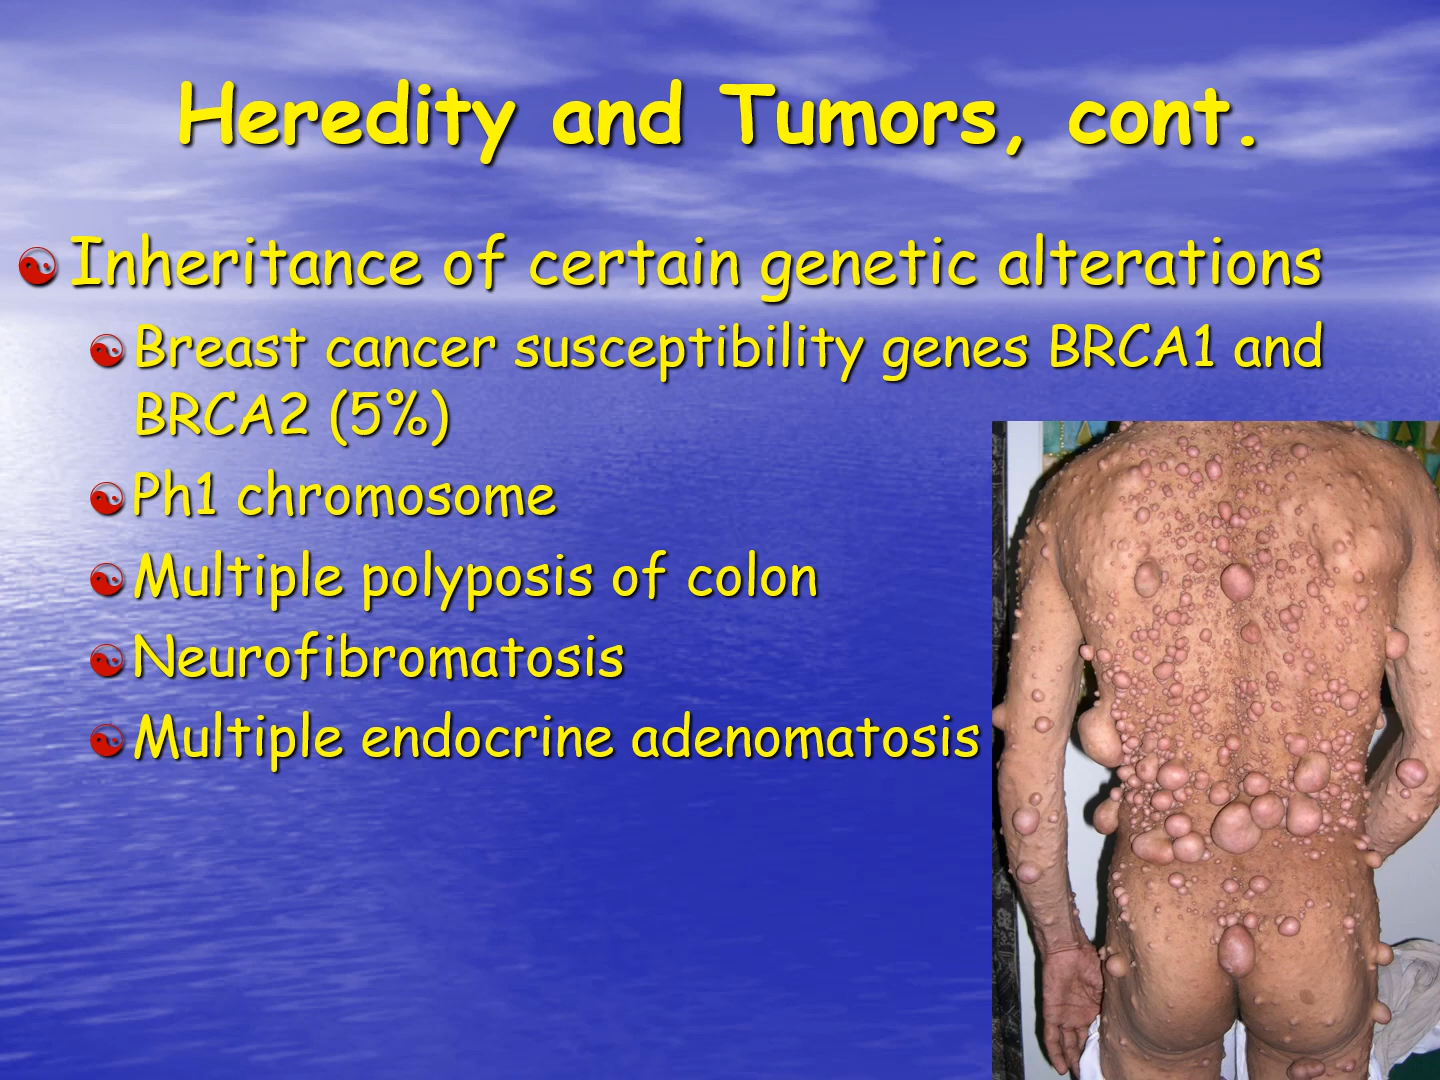 Heredity and Tumors, cont.
Inheritance of certain genetic alterations
Breast cancer susceptibility genes BRCA1 and
BRCA2 (5%)
Ph1 chromosome
Multiple polyposis of colon
Neurofibromatosis
Multiple endocrine adenomatosis